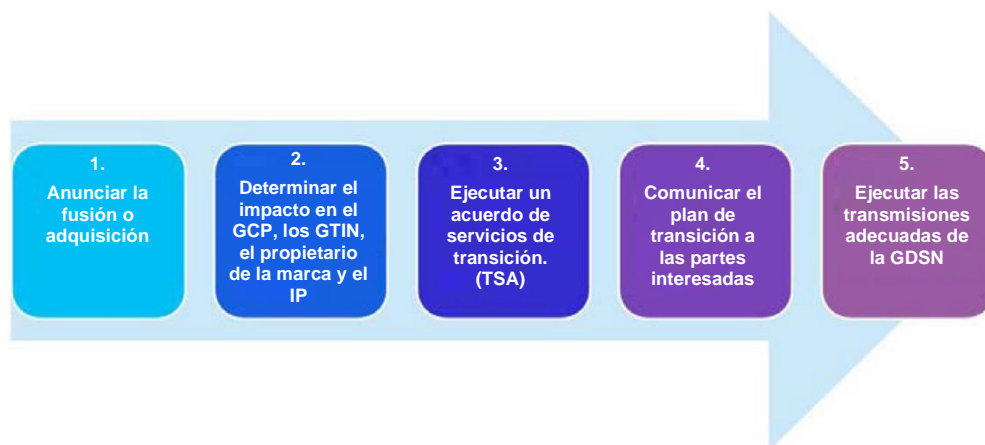 1.
Anunciar la
fusión o
adquisición
2.
Determinar el
impacto en el
GCP, los GTIN,
el propietario
de la marca y el
IP
3.
Ejecutar un
acuerdo de
servicios de
transición.
(TSA)
4.
Comunicar el
plan de
transición a
las partes
interesadas
5.
Ejecutar las
transmisiones
adecuadas de
la GDSN